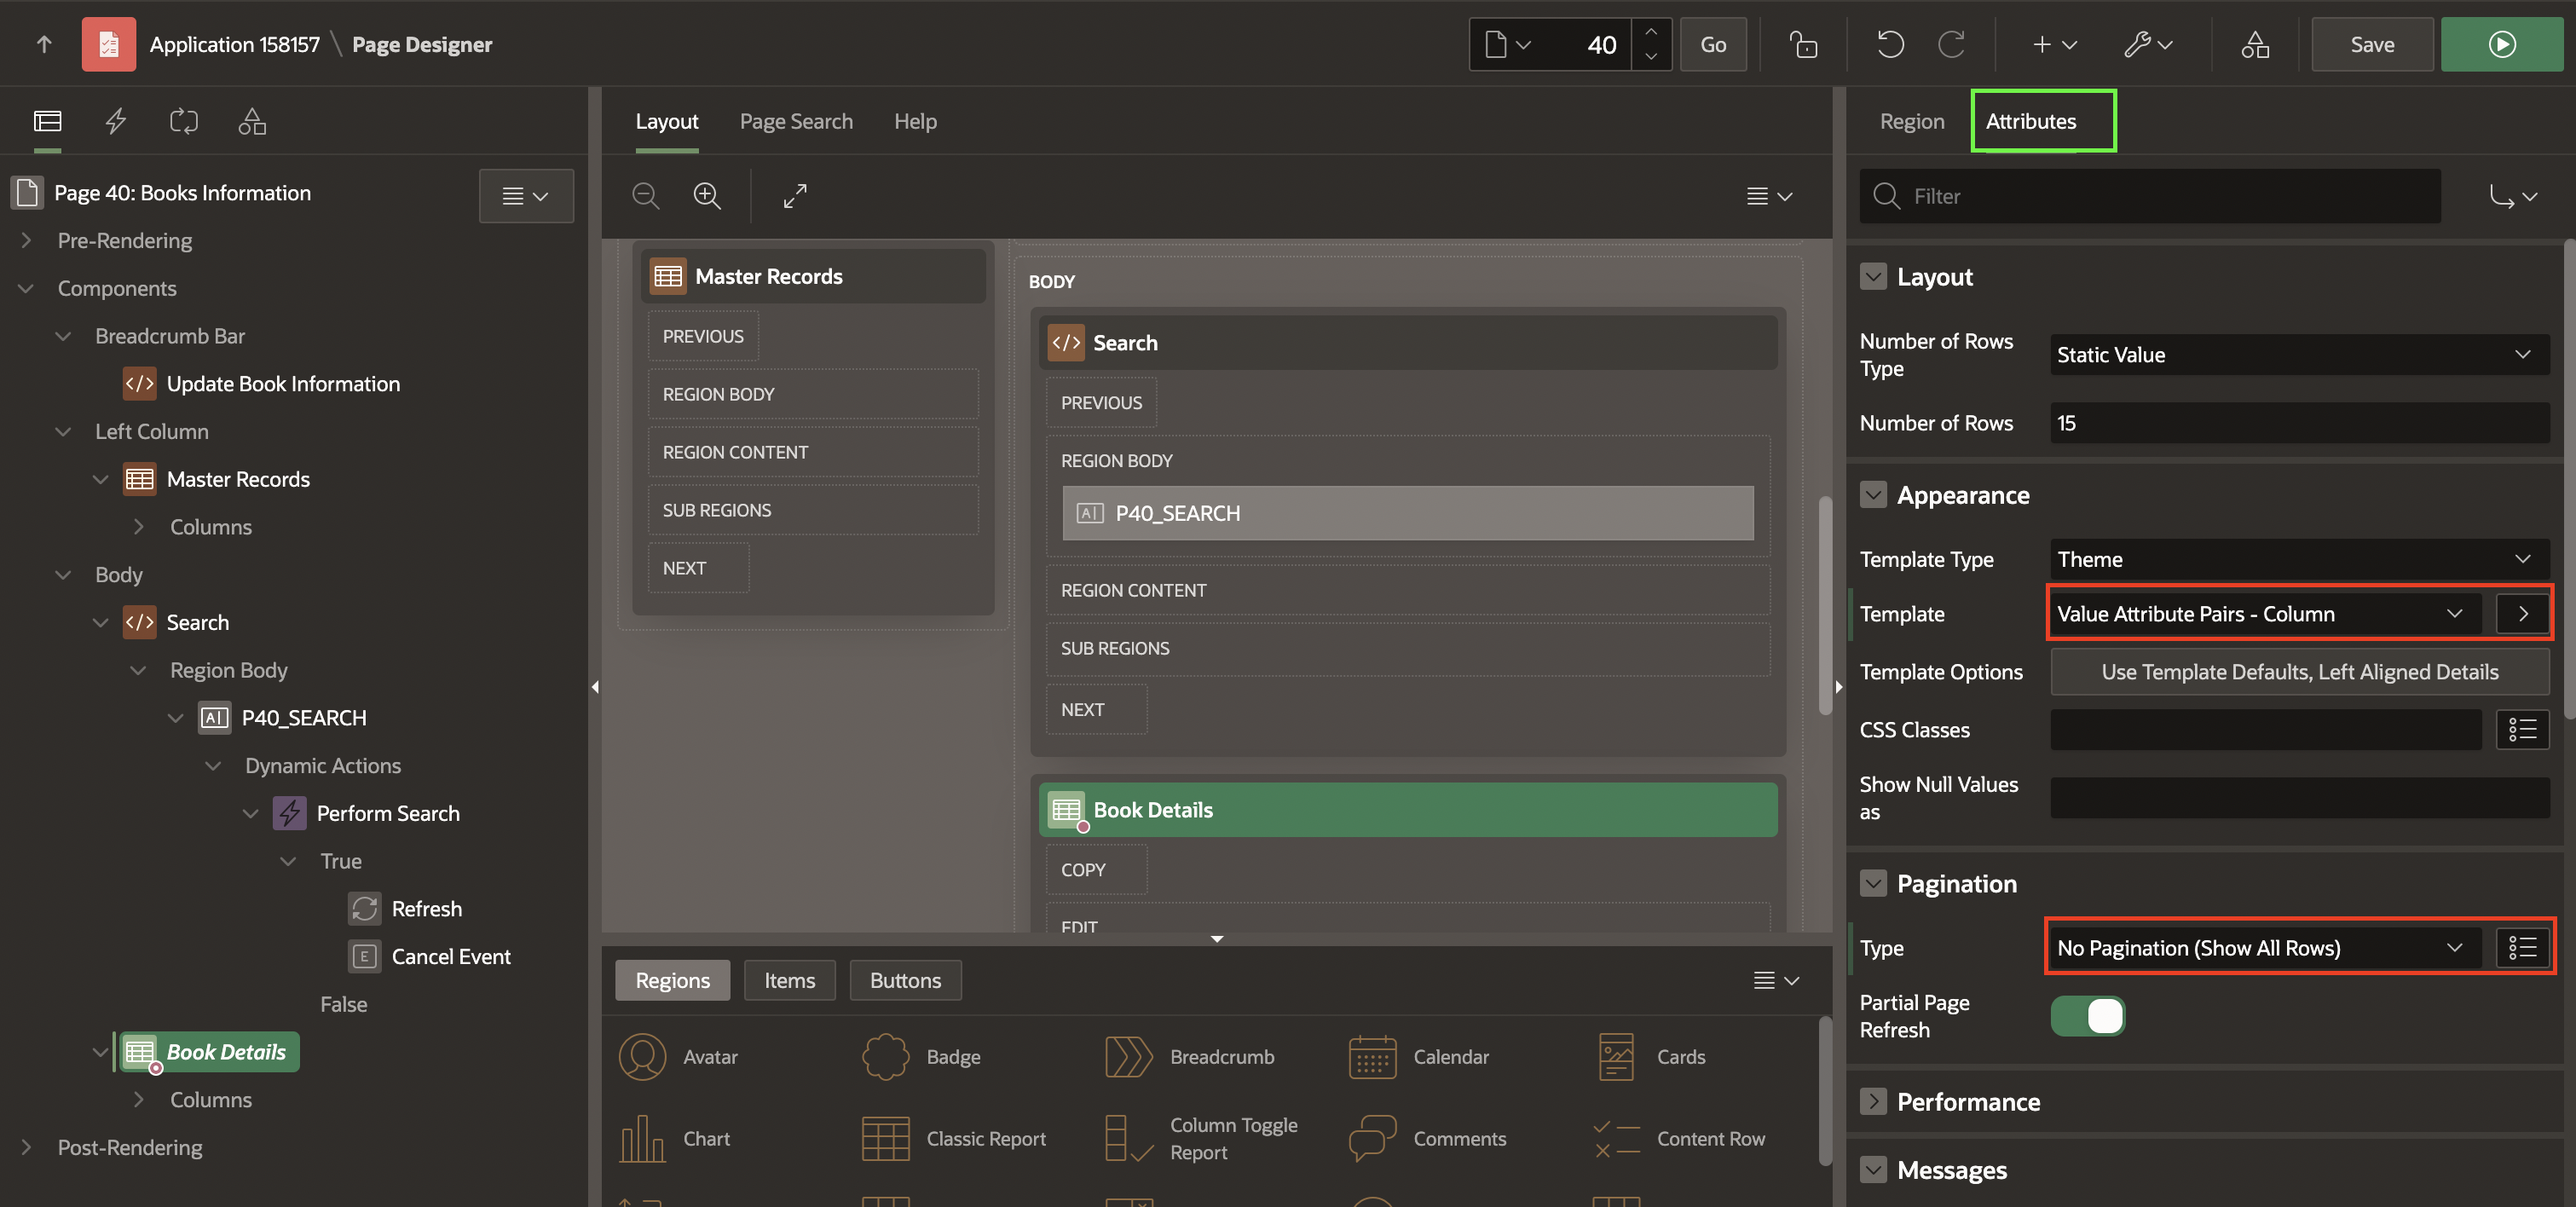 Application 158157 \ Page Designer
40
Go
Save
Page 40: Books Information
Pre-Rendering
Components
Breadcrumb Bar
</> Update Book Information
Left Column
Master Records
Columns
Body
</> Search
Region Body
A| P40_SEARCH
Dynamic Actions
Perform Search
True
Refresh
E Cancel Event
False
Book Details
Columns
Post-Rendering
Layout
Page Search
Help
Master Records
PREVIOUS
REGION BODY
REGION CONTENT
SUB REGIONS
NEXT
BODY
</> Search
PREVIOUS
REGION BODY
A| P40_SEARCH
REGION CONTENT
SUB REGIONS
NEXT
Book Details
COPY
EDIT
Regions
Items
Buttons
Avatar
Badge
Breadcrumb
Calendar
Cards
Chart
Classic Report
Column Toggle
Report
Comments
Content Row
Region
Attributes
Filter
Layout
Number of Rows
Type
Static Value
Number of Rows
15
Appearance
Template Type
Theme
Template
Value Attribute Pairs - Column
Template Options
Use Template Defaults, Left Aligned Details
CSS Classes
Show Null Values
as
Pagination
Type
No Pagination (Show All Rows)
Partial Page
Refresh
Performance
Messages